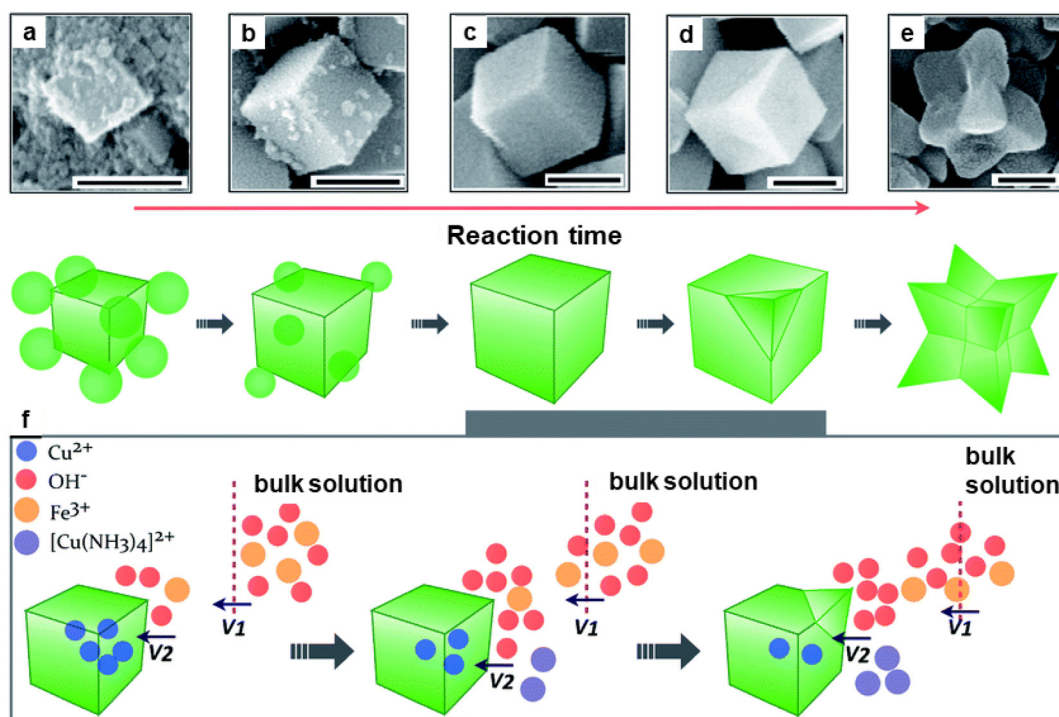 a
b
c
d
e
Reaction time
f
Cu²⁺
OH⁻
Fe³⁺
[Cu(NH3)4]²⁺
bulk solution
bulk solution
bulk
solution
V1
V2
V1
V2
V1
V2